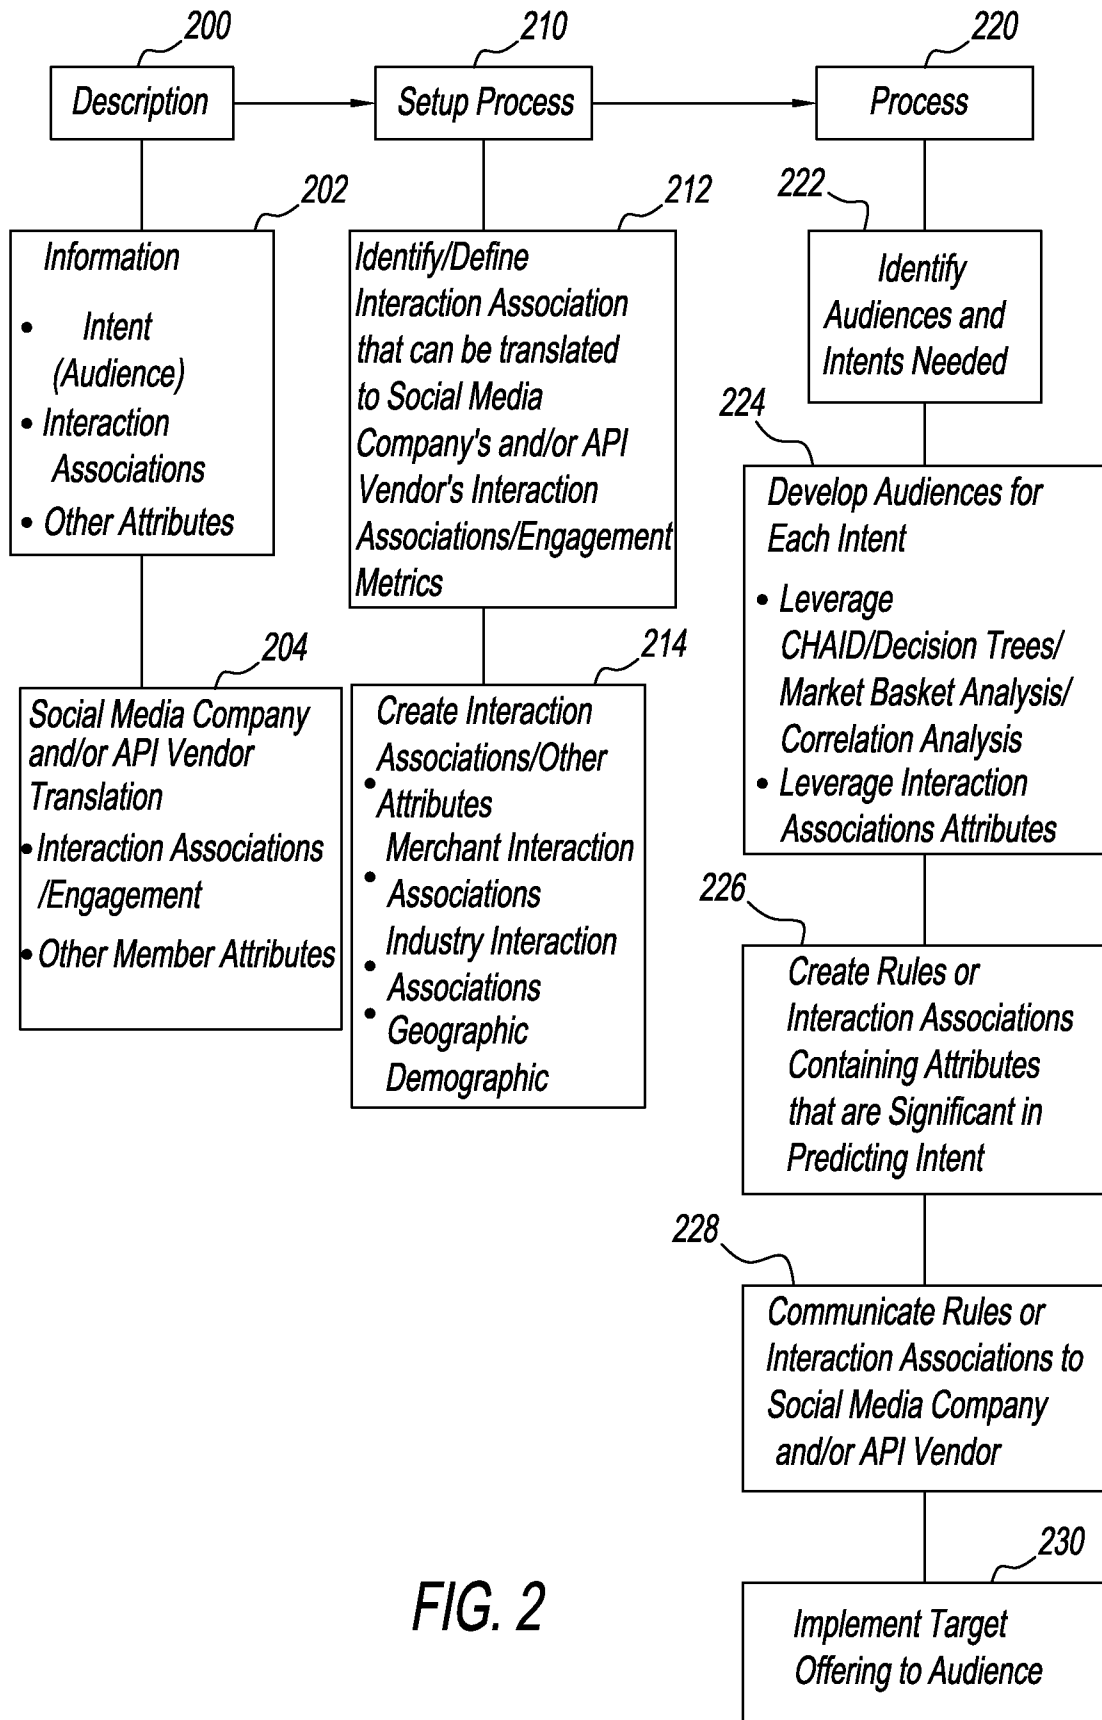 200
Description
202
Information
• Intent
(Audience)
• Interaction
Associations
• Other Attributes
204
Social Media Company
and/or API Vendor
Translation
• Interaction Associations
/Engagement
• Other Member Attributes
210
Setup Process
212
Identify/Define
Interaction Association
that can be translated
to Social Media
Company's and/or API
Vendor's Interaction
Associations/Engagement
Metrics
214
Create Interaction
Associations/Other
• Attributes
Merchant Interaction
• Associations
Industry Interaction
• Associations
• Geographic
Demographic
220
Process
222
Identify
Audiences and
Intents Needed
224
Develop Audiences for
Each Intent
• Leverage
CHAID/Decision Trees/
Market Basket Analysis/
Correlation Analysis
• Leverage Interaction
Associations Attributes
226
Create Rules or
Interaction Associations
Containing Attributes
that are Significant in
Predicting Intent
228
Communicate Rules or
Interaction Associations to
Social Media Company
and/or API Vendor
230
Implement Target
Offering to Audience
FIG. 2